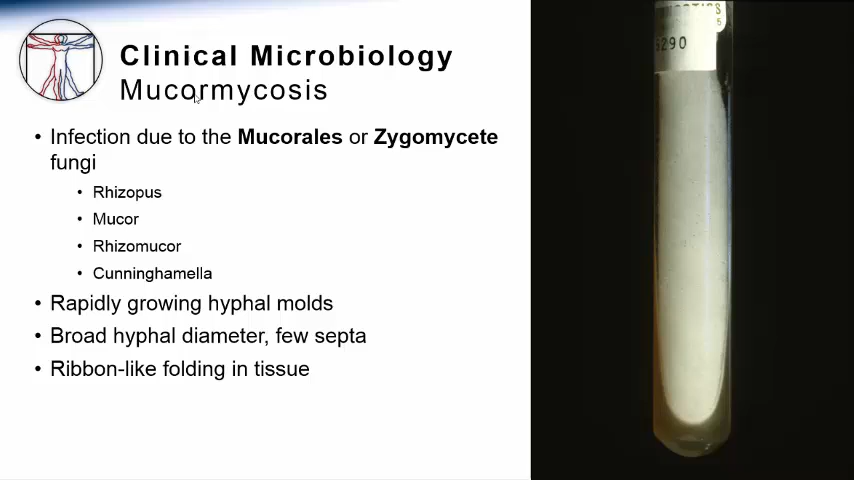 Clinical Microbiology
Mucormycosis
• Infection due to the Mucorales or Zygomycete
fungi
• Rhizopus
• Mucor
• Rhizomucor
• Cunninghamella
• Rapidly growing hyphal molds
• Broad hyphal diameter, few septa
• Ribbon-like folding in tissue
290